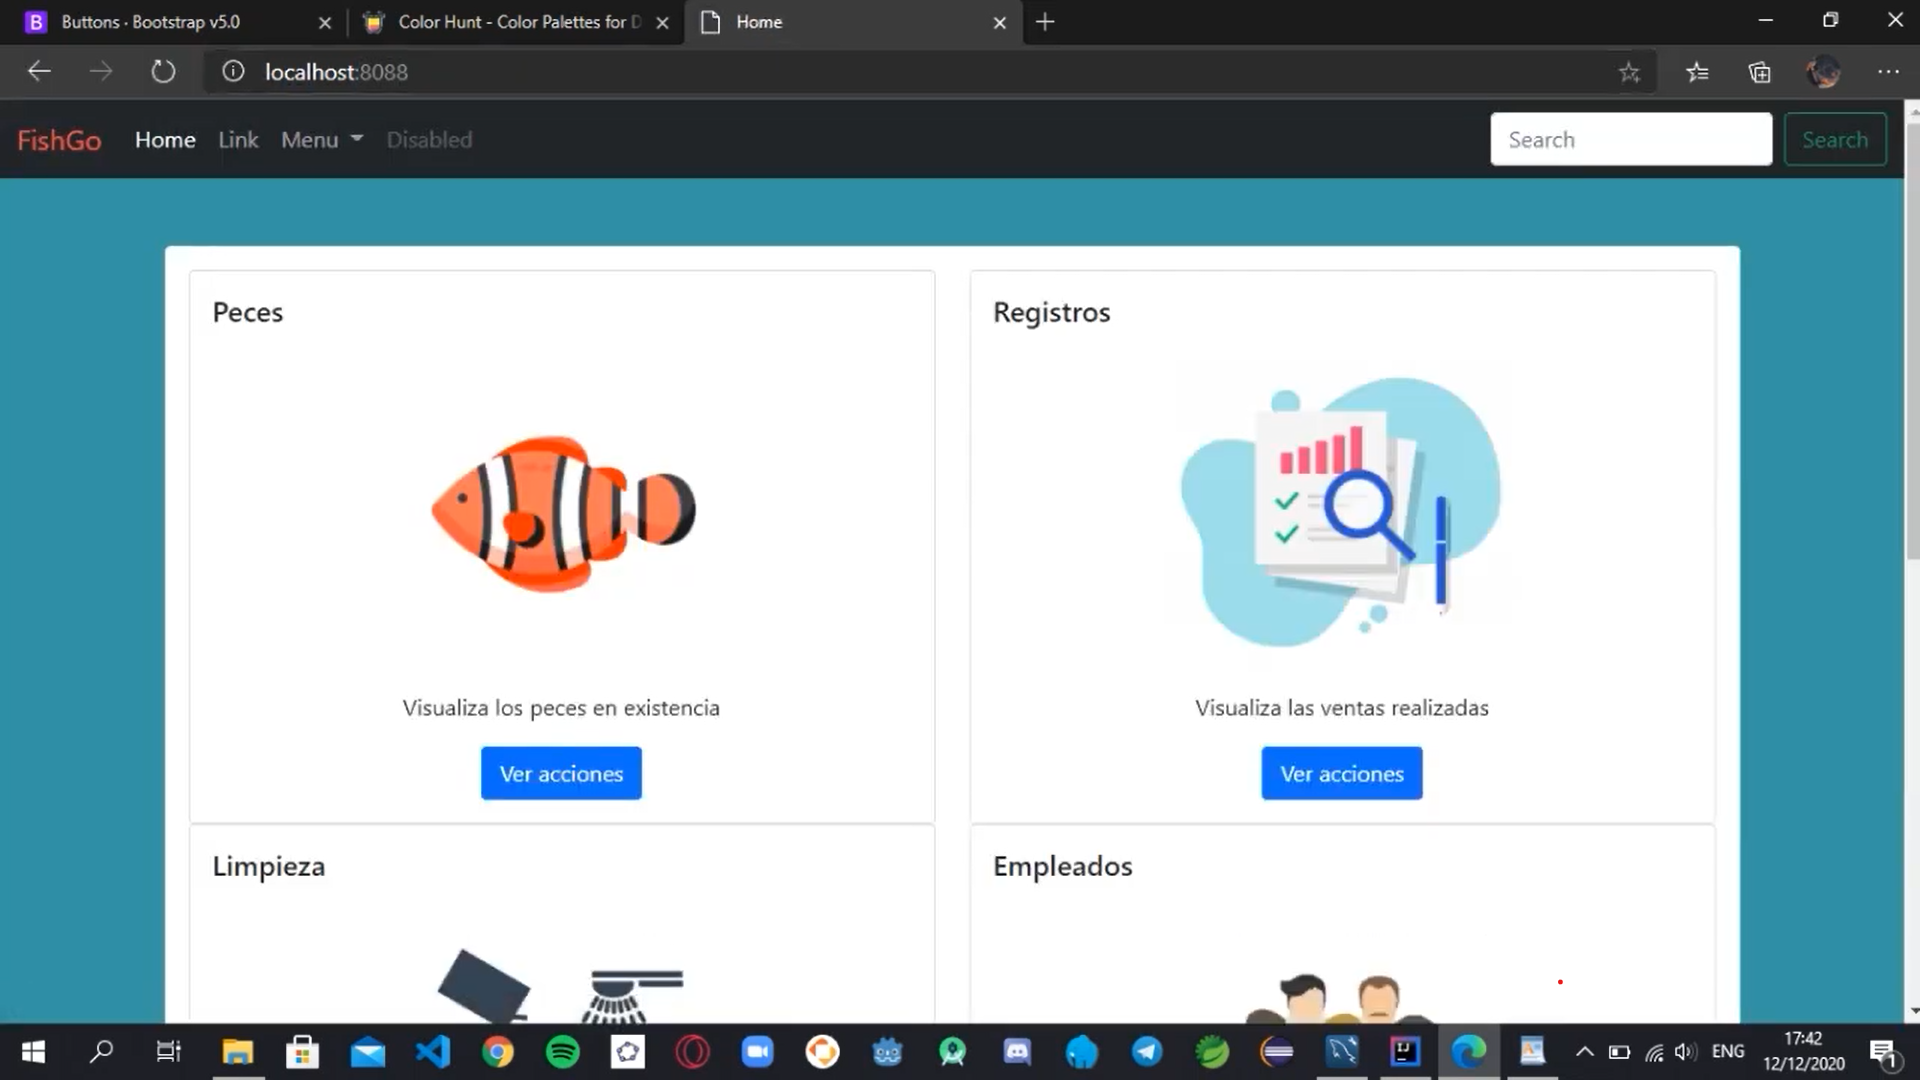 Buttons · Bootstrap v5.0
Color Hunt - Color Palettes for D
Home
localhost:8088
FishGo Home Link Menu Disabled Search Search
Peces
Registros
Visualiza los peces en existencia
Visualiza las ventas realizadas
Ver acciones
Ver acciones
Limpieza
Empleados
ENG
17:42
12/12/2020
1